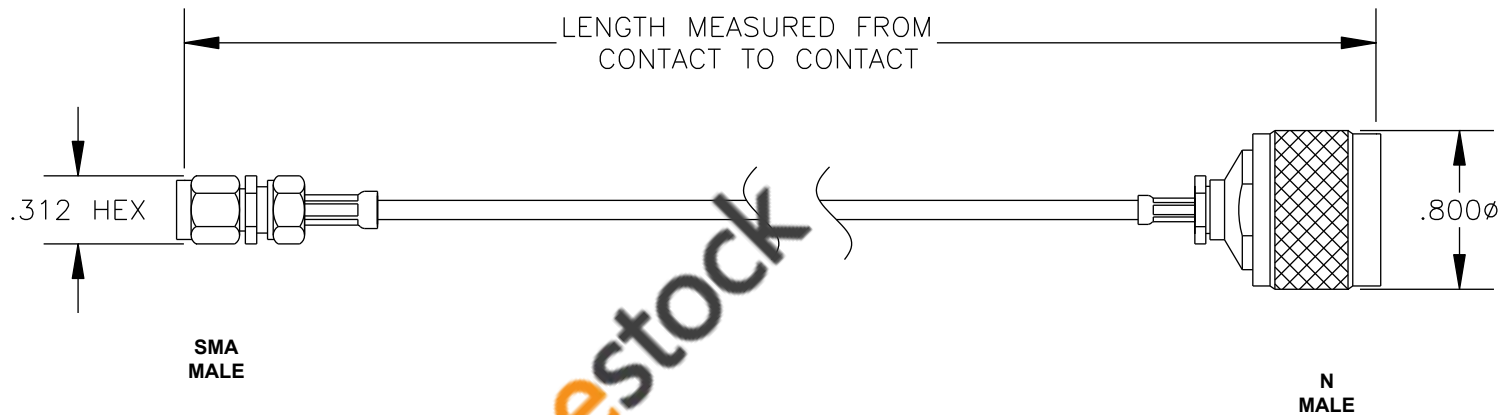 LENGTH MEASURED FROM
CONTACT TO CONTACT
.312 HEX
.800ø
SMA
MALE
N
MALE
estock